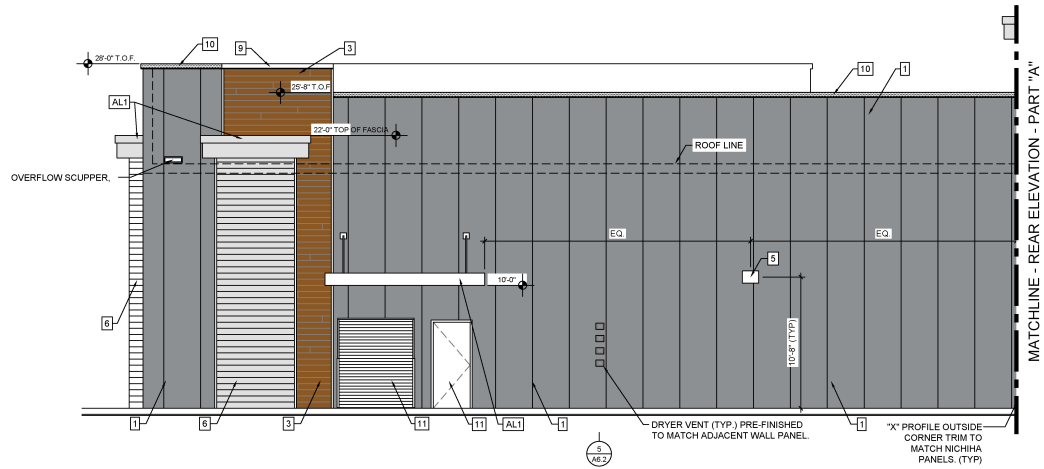 10
9
3
28'-0" T.O.F.
10
1
25'-8" T.O.F
AL1
22'-0" TOP OF FASCIA
ROOF LINE
OVERFLOW SCUPPER,
EQ.
EQ.
5
10'-0"
6
10'-8" (TYP)
1
6
3
11
11
AL1
1
1
DRYER VENT (TYP.) PRE-FINISHED
TO MATCH ADJACENT WALL PANEL.
"X" PROFILE OUTSIDE
CORNER TRIM TO
MATCH NICHIHA
PANELS. (TYP)
5
A6.2
MATCHLINE - REAR ELEVATION - PART "A"